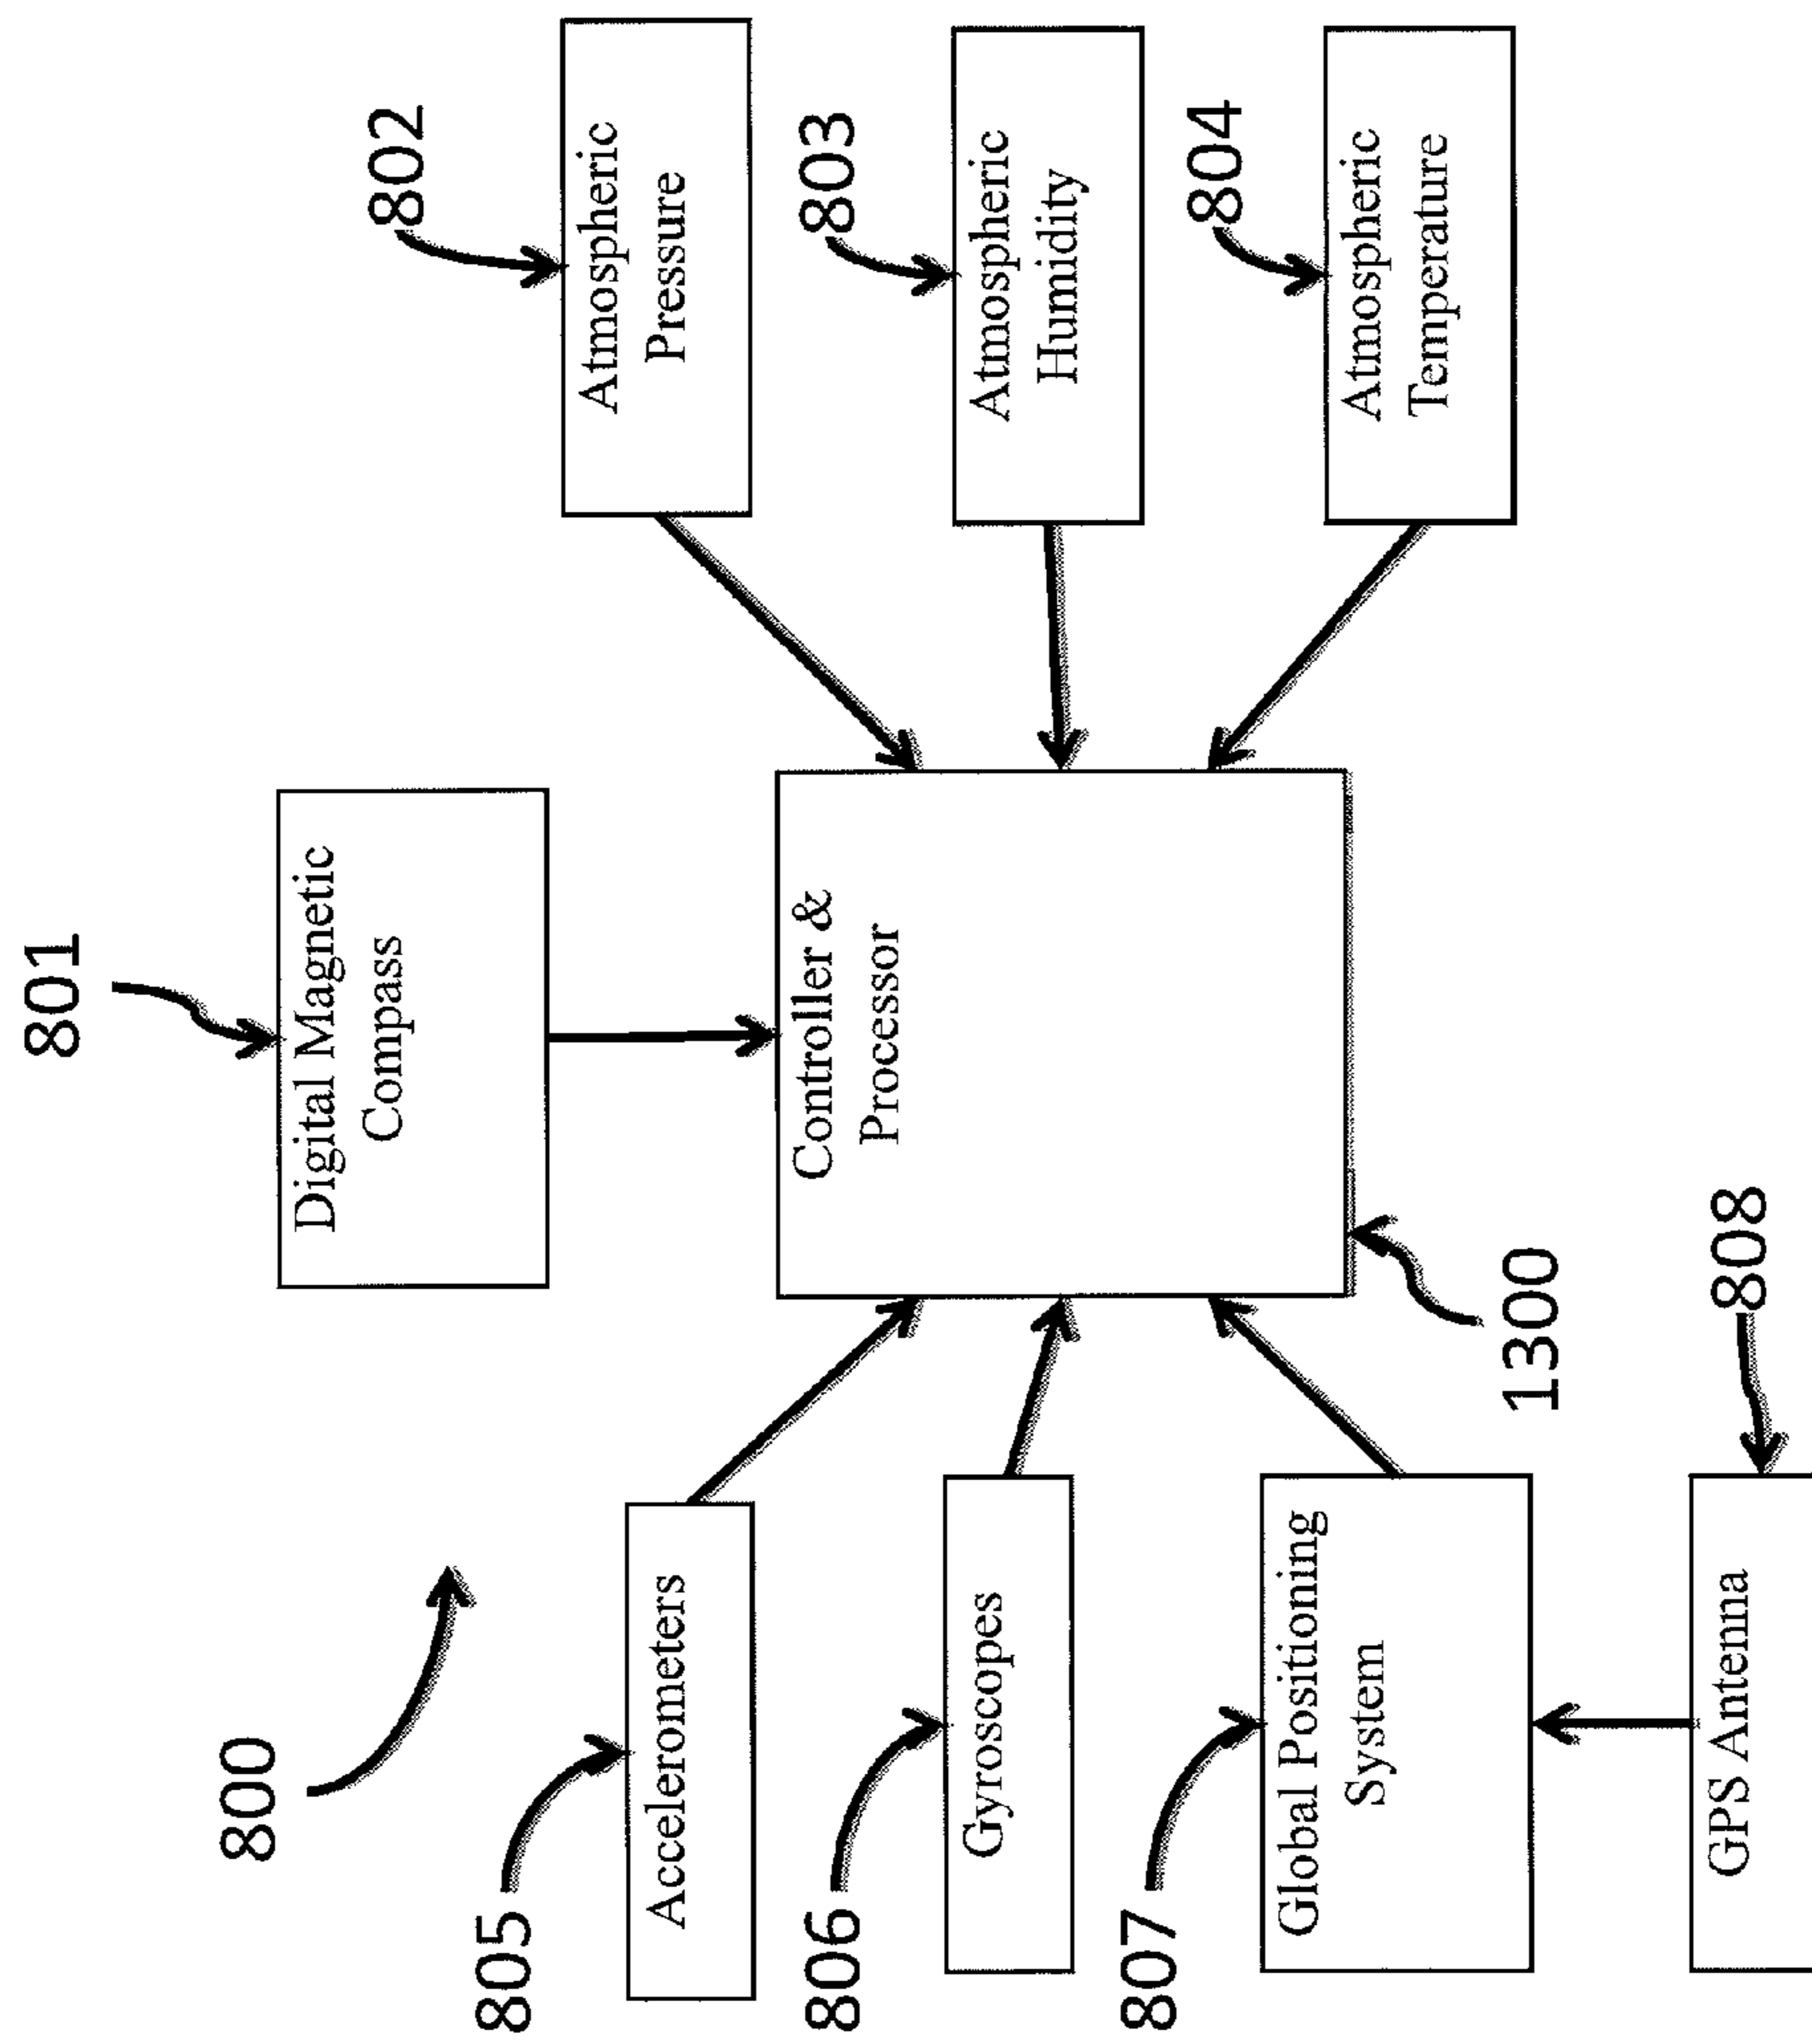 800
801
Digital Magnetic
Compass
805
Accelerometers
802
Atmospheric
Pressure
806
Gyroscopes
Controller &
Processor
803
Atmospheric
Humidity
807
Global Positioning
System
1300
804
Atmospheric
Temperature
GPS Antenna
808